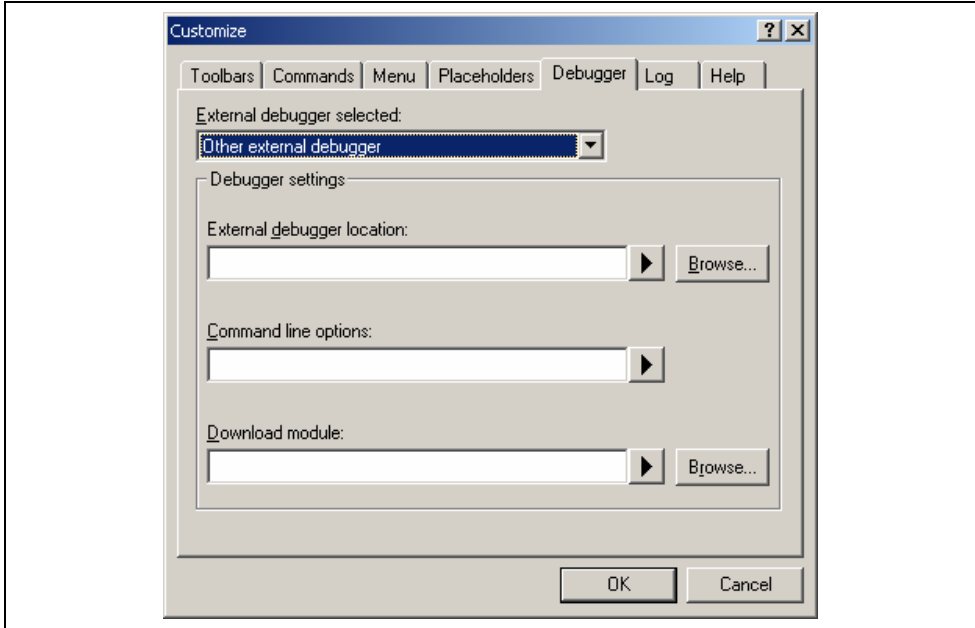 Customize
Toolbars Commands Menu Placeholders Debugger Log Help
External debugger selected:
Other external debugger
Debugger settings
External debugger location:
Browse...
Command line options:
Download module:
Browse...
OK Cancel